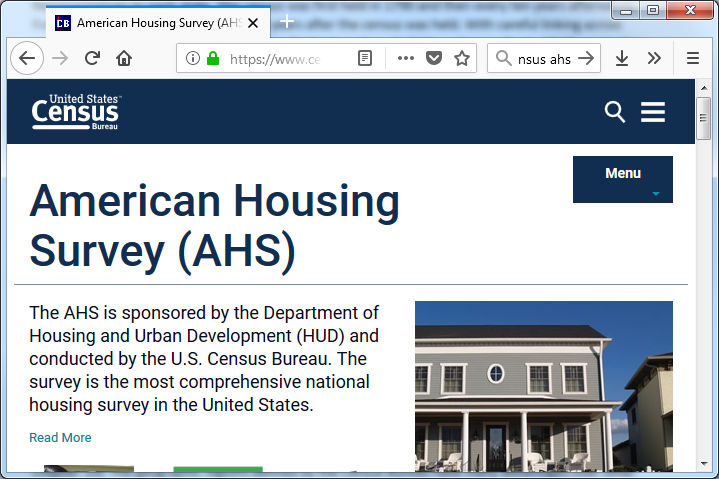 American Housing Survey (AHS
https://www.ce
nsus ahs
United States™
Census
Bureau
Menu
American Housing
Survey (AHS)
The AHS is sponsored by the Department of
Housing and Urban Development (HUD) and
conducted by the U.S. Census Bureau. The
survey is the most comprehensive national
housing survey in the United States.
Read More